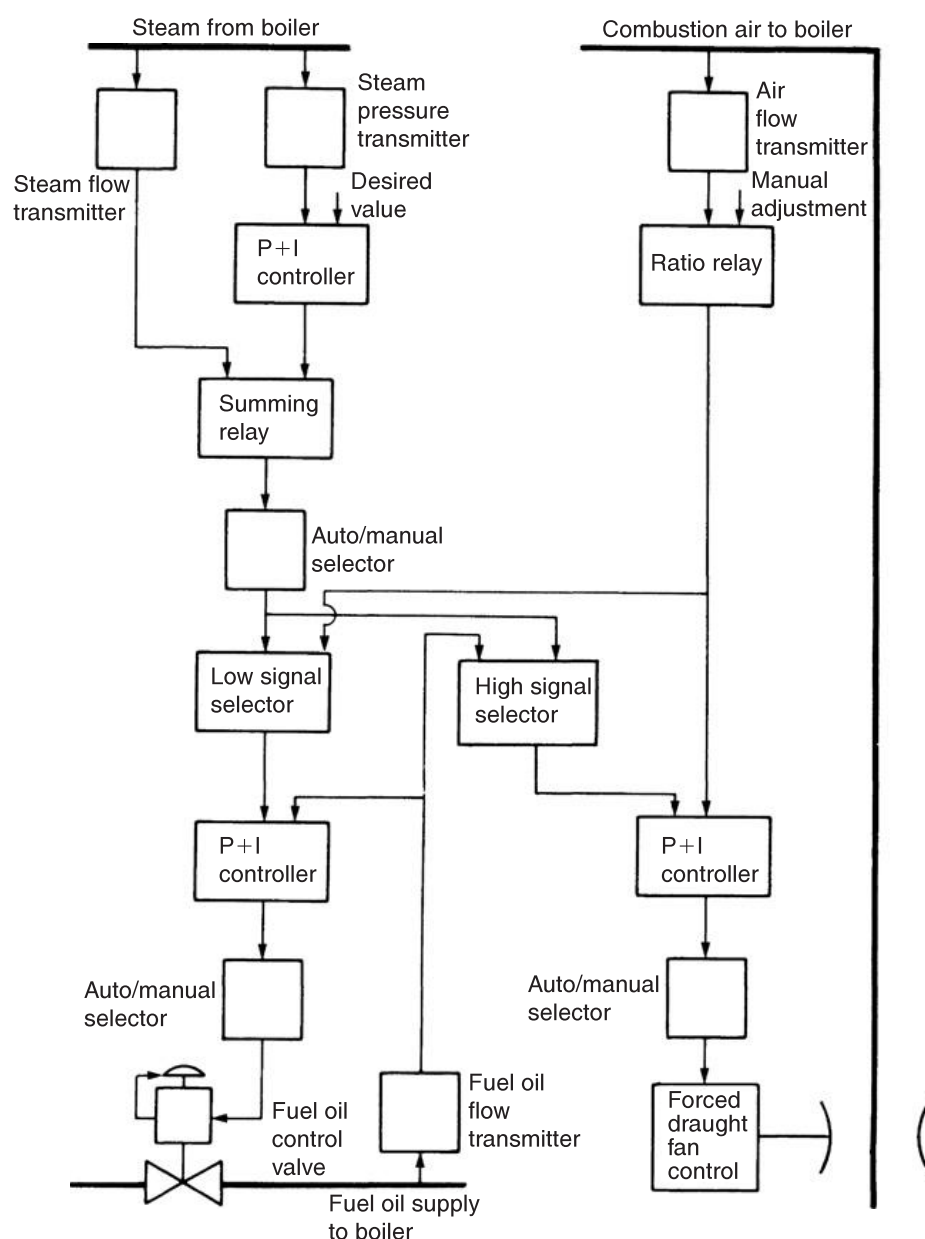 Steam from boiler
Combustion air to boiler
Steam
pressure
transmitter
Air
flow
transmitter
Steam flow
transmitter
Desired
value
Manual
adjustment
P+I
controller
Ratio relay
Summing
relay
Auto/manual
selector
Low signal
selector
High signal
selector
P+I
controller
P+I
controller
Auto/manual
selector
Auto/manual
selector
Fuel oil
control
valve
Fuel oil
flow
transmitter
Forced
draught
fan
control
Fuel oil supply
to boiler